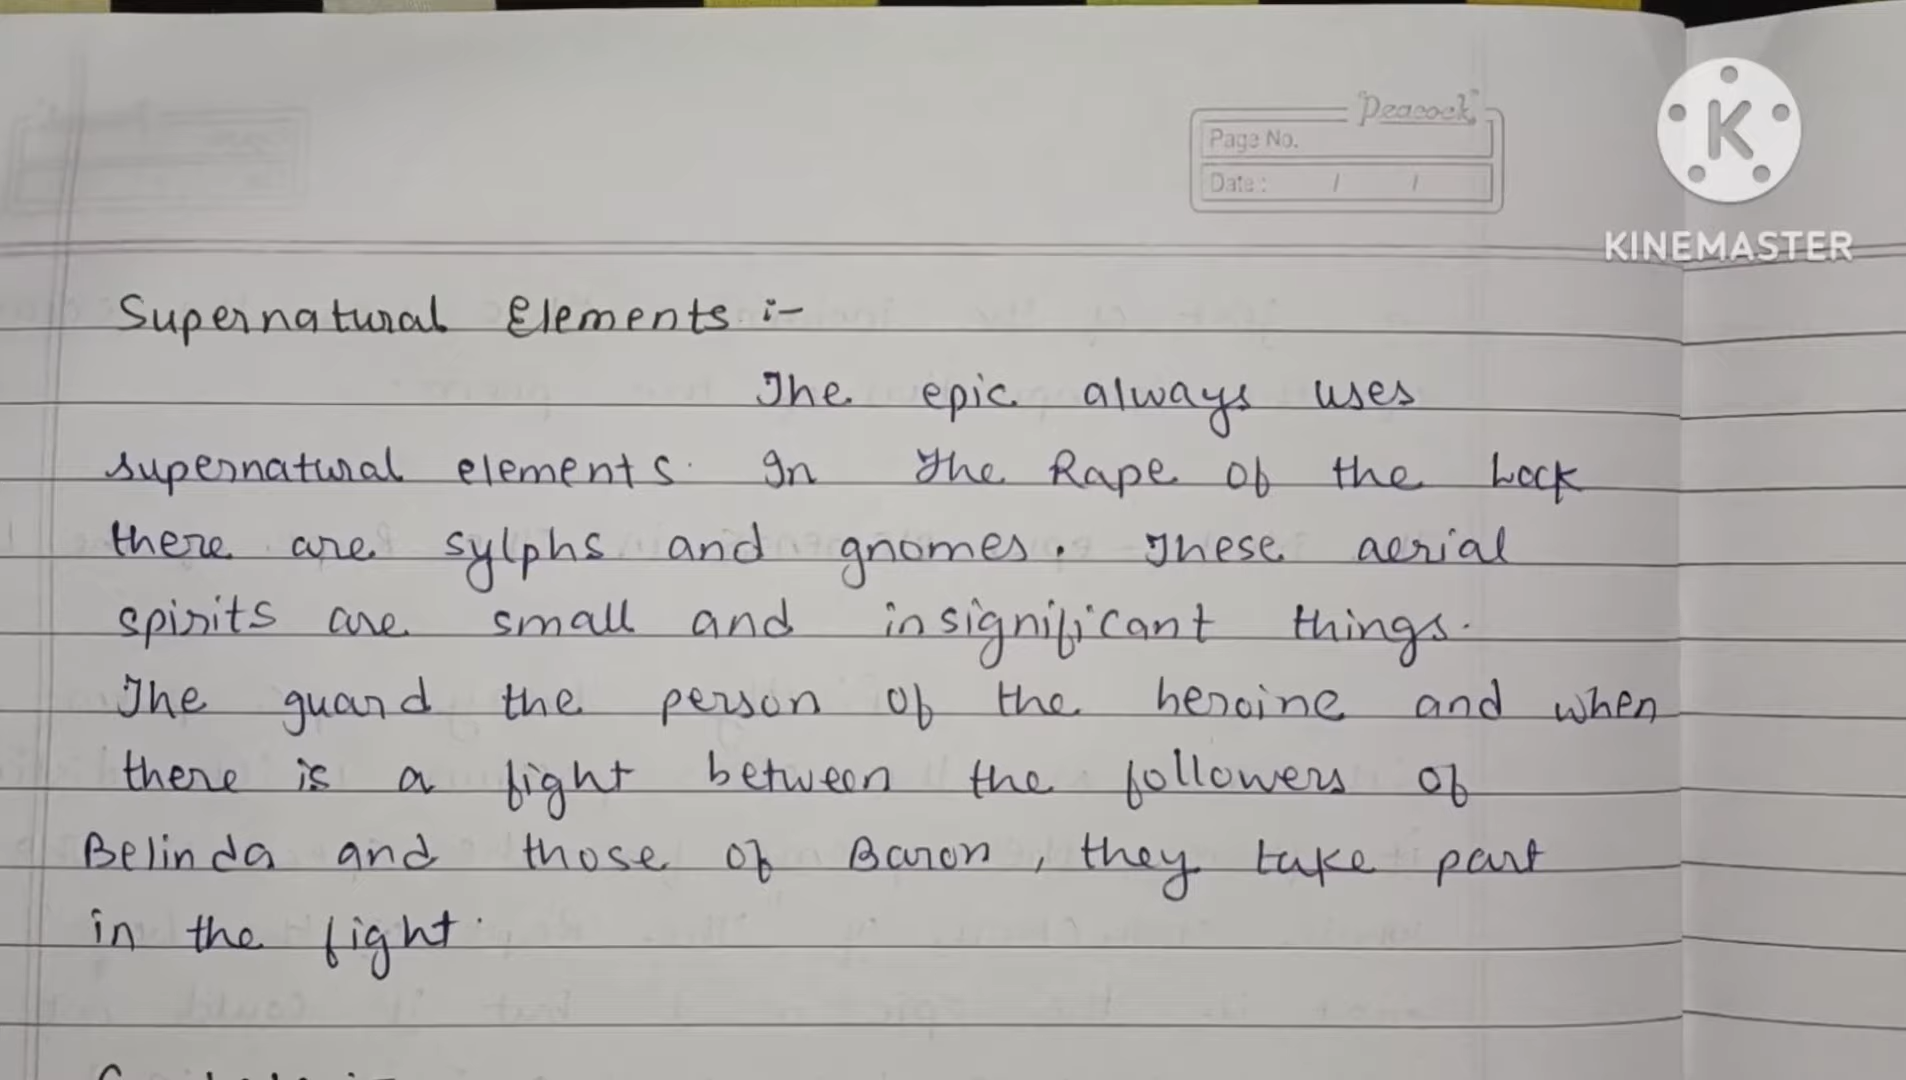 "Peacock"
Page No.
Date : / /
K
KINEMASTER
Supernatural Elements :-
The epic always uses
supernatural elements. In The Rape of the Lock
there are sylphs and gnomes. These aerial
spirits are small and insignificant things.
The guard the person of the heroine and when
there is a fight between the followers of
Belinda and those of Baron, they take part
in the fight.